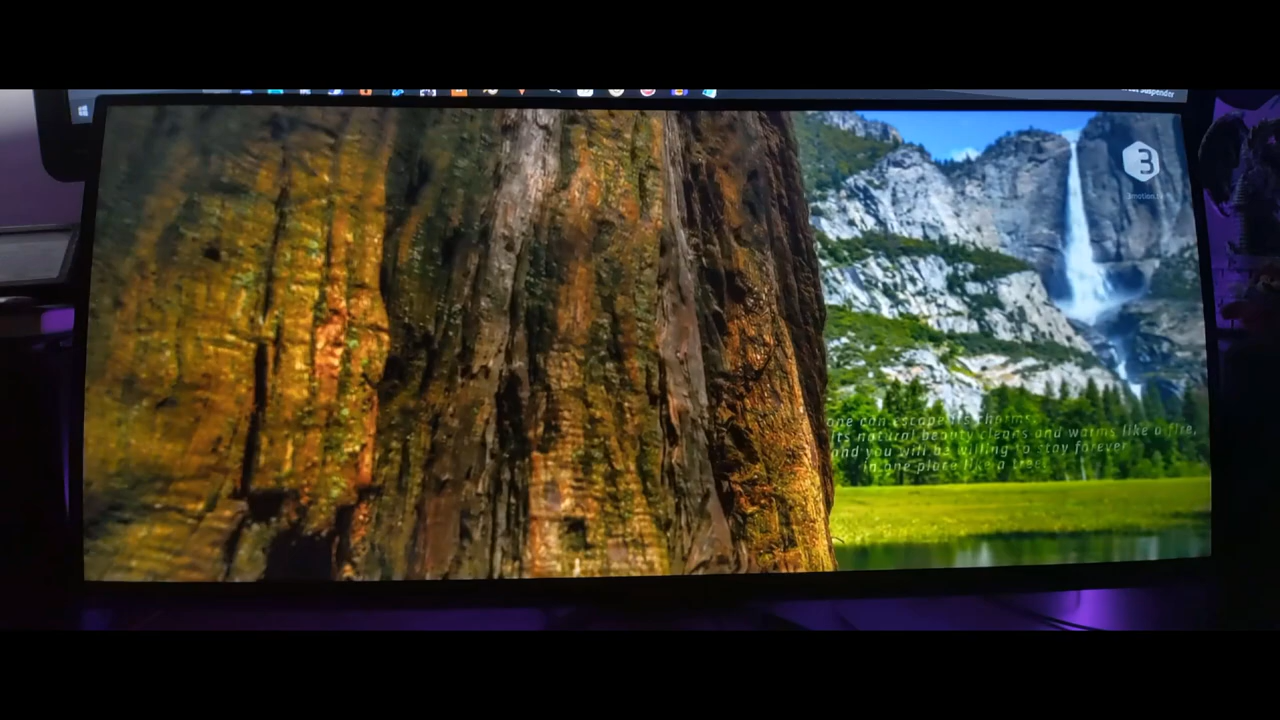 3
one can escape its charms.
its natural beauty cleans and warms like a fire,
and you will be willing to stay forever
in one place like a tree.